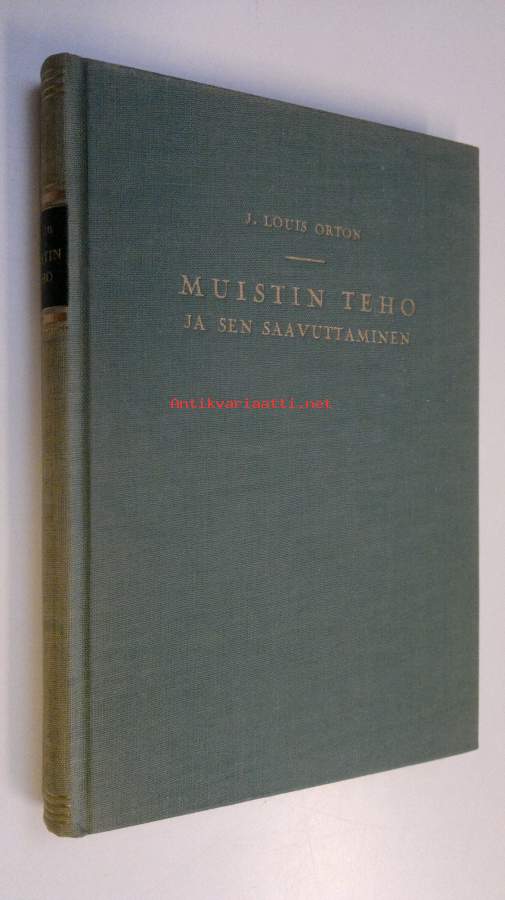 J. LOUIS ORTON
MUISTIN TEHO
JA SEN SAAVUTTAMINEN
Antikvariaatti.net